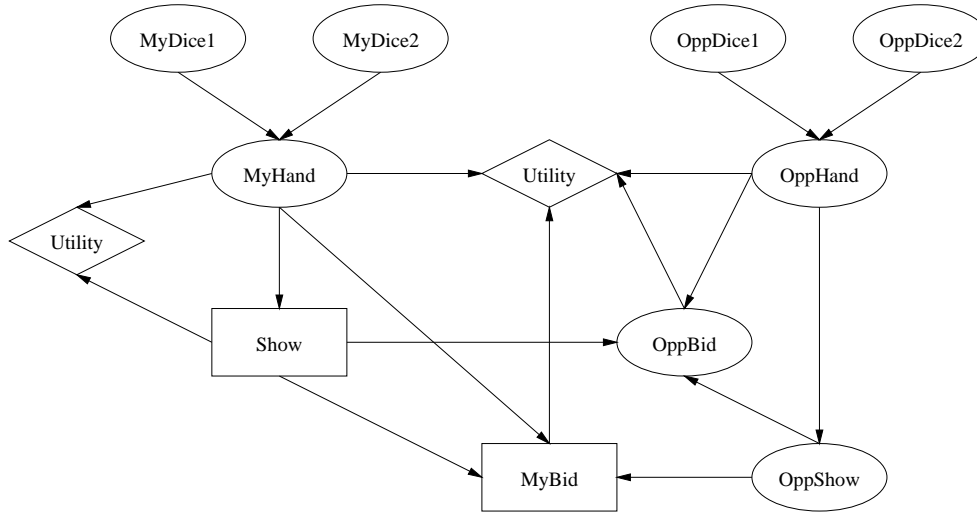 MyDice1
MyDice2
OppDice1
OppDice2
MyHand
Utility
OppHand
Utility
Show
OppBid
MyBid
OppShow